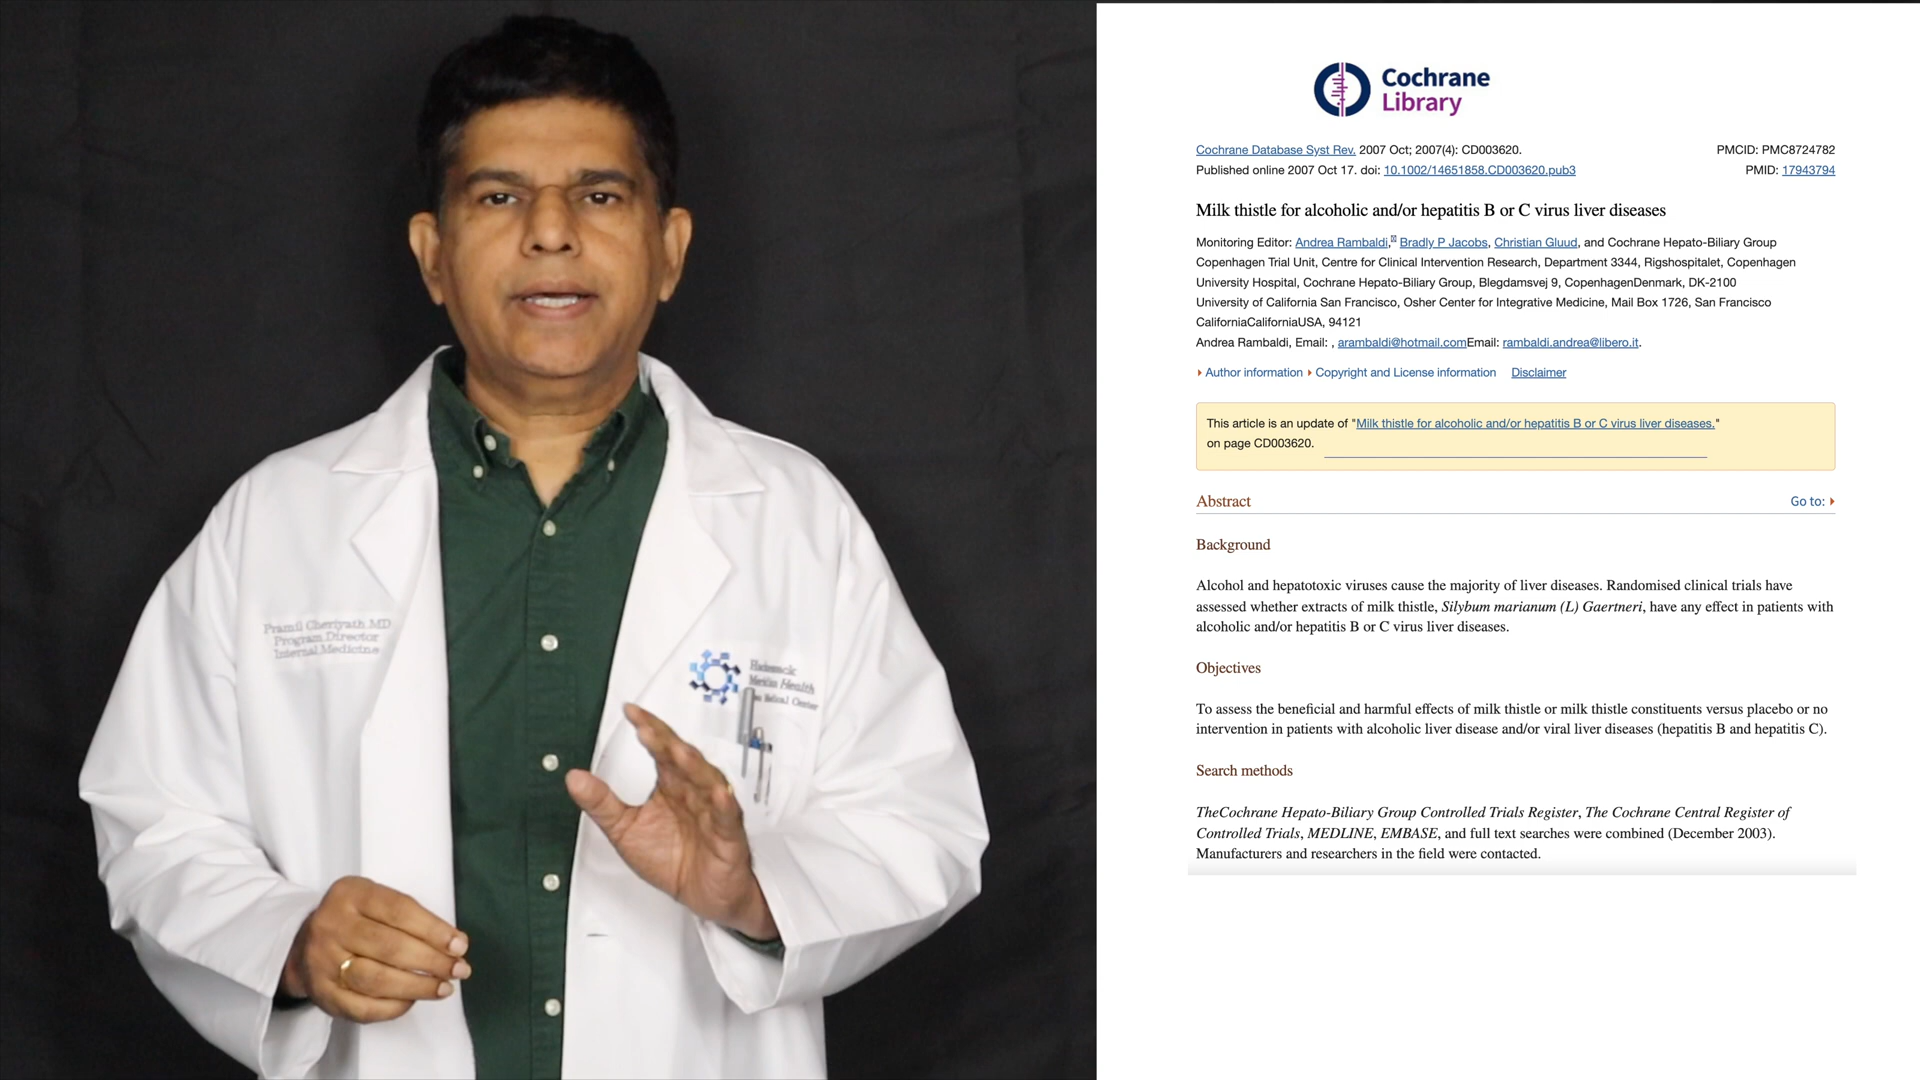 Pramil Cheriyath MD
Program Director
Internal Medicine
Hackensack
Meridian Health
Medical Center
Cochrane
Library
Cochrane Database Syst Rev. 2007 Oct; 2007(4): CD003620.
PMCID: PMC8724782
Published online 2007 Oct 17. doi: 10.1002/14651858.CD003620.pub3
PMID: 17943794
Milk thistle for alcoholic and/or hepatitis B or C virus liver diseases
Monitoring Editor: Andrea Rambaldi, Bradly P Jacobs, Christian Gluud, and Cochrane Hepato-Biliary Group
Copenhagen Trial Unit, Centre for Clinical Intervention Research, Department 3344, Rigshospitalet, Copenhagen
University Hospital, Cochrane Hepato-Biliary Group, Blegdamsvej 9, CopenhagenDenmark, DK-2100
University of California San Francisco, Osher Center for Integrative Medicine, Mail Box 1726, San Francisco
CaliforniaCaliforniaUSA, 94121
Andrea Rambaldi, Email: , arambaldi@hotmail.comEmail: rambaldi.andrea@libero.it.
Author information Copyright and License information Disclaimer
This article is an update of "Milk thistle for alcoholic and/or hepatitis B or C virus liver diseases."
on page CD003620.
Abstract
Go to:
Background
Alcohol and hepatotoxic viruses cause the majority of liver diseases. Randomised clinical trials have
assessed whether extracts of milk thistle, Silybum marianum (L) Gaertneri, have any effect in patients with
alcoholic and/or hepatitis B or C virus liver diseases.
Objectives
To assess the beneficial and harmful effects of milk thistle or milk thistle constituents versus placebo or no
intervention in patients with alcoholic liver disease and/or viral liver diseases (hepatitis B and hepatitis C).
Search methods
TheCochrane Hepato-Biliary Group Controlled Trials Register, The Cochrane Central Register of
Controlled Trials, MEDLINE, EMBASE, and full text searches were combined (December 2003).
Manufacturers and researchers in the field were contacted.